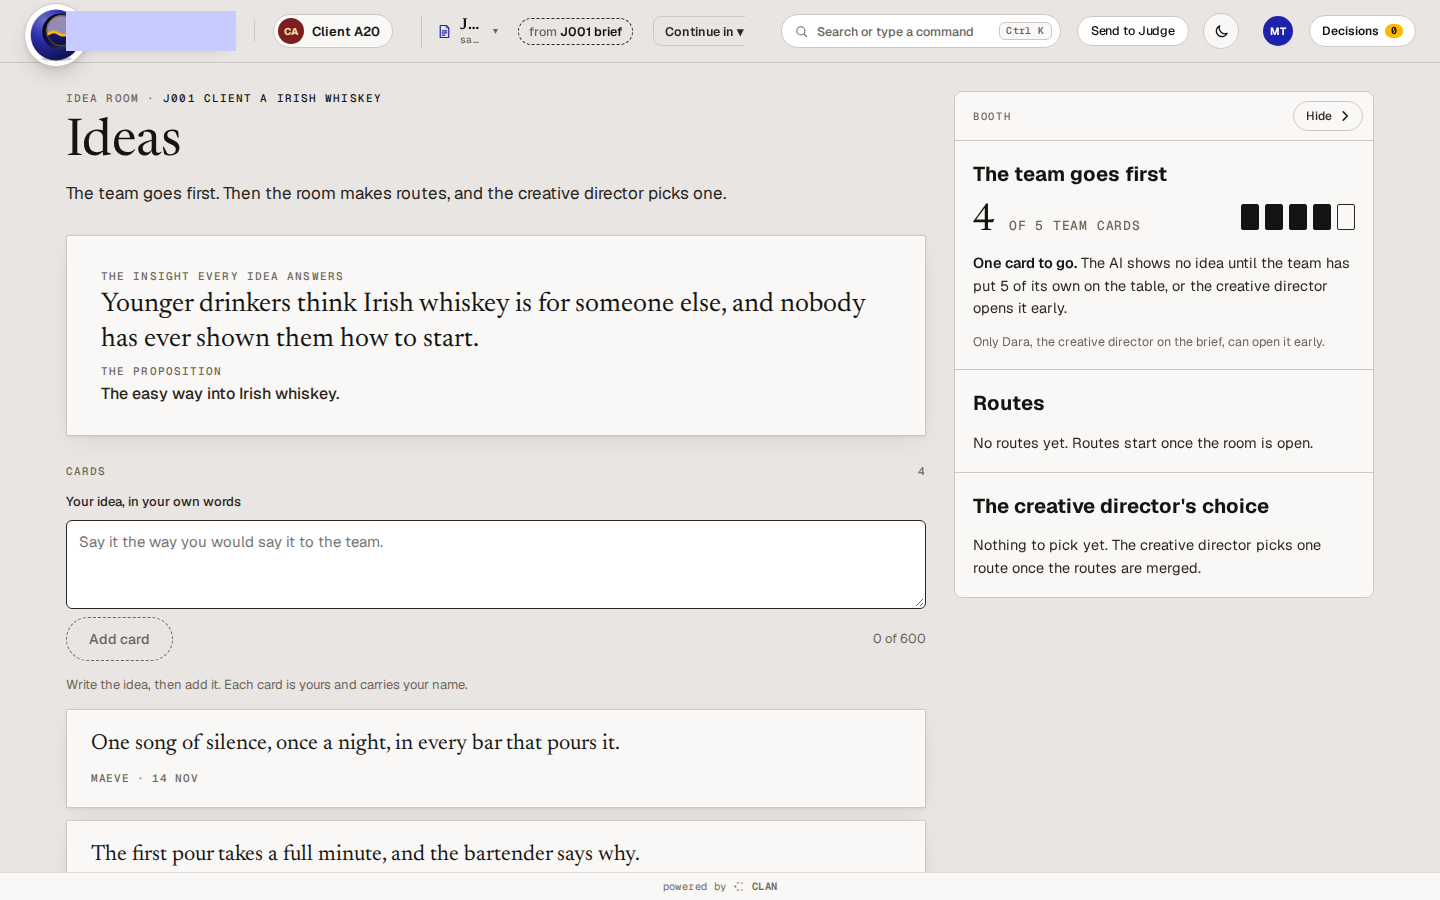 CA Client A20
J…
sa…
▾
from J001 brief
Continue in ▾
Search or type a command
Ctrl K
Send to Judge
MT
Decisions 0
IDEA ROOM · J001 CLIENT A IRISH WHISKEY
Ideas
The team goes first. Then the room makes routes, and the creative director picks one.
THE INSIGHT EVERY IDEA ANSWERS
Younger drinkers think Irish whiskey is for someone else, and nobody
has ever shown them how to start.
THE PROPOSITION
The easy way into Irish whiskey.
CARDS 4
Your idea, in your own words
Say it the way you would say it to the team.
Add card
0 of 600
Write the idea, then add it. Each card is yours and carries your name.
One song of silence, once a night, in every bar that pours it.
MAEVE · 14 NOV
The first pour takes a full minute, and the bartender says why.
BOOTH
Hide
The team goes first
4 OF 5 TEAM CARDS
One card to go. The AI shows no idea until the team has
put 5 of its own on the table, or the creative director
opens it early.
Only Dara, the creative director on the brief, can open it early.
Routes
No routes yet. Routes start once the room is open.
The creative director's choice
Nothing to pick yet. The creative director picks one
route once the routes are merged.
powered by CLAN